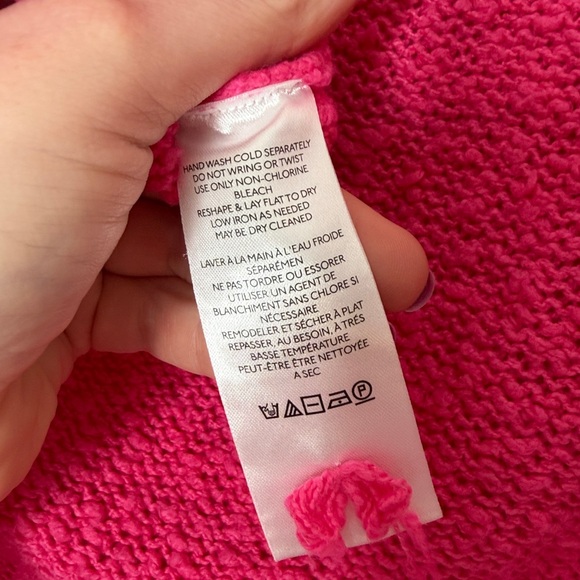 HAND WASH COLD SEPARATELY
DO NOT WRING OR TWIST
USE ONLY NON-CHLORINE
BLEACH
RESHAPE & LAY FLAT TO DRY
LOW IRON AS NEEDED
MAY BE DRY CLEANED
LAVER À LA MAIN À L'EAU FROIDE
SÉPARÉMEN
NE PAS TORDRE OU ESSORER
UTILISER UN AGENT DE
BLANCHIMENT SANS CHLORE SI
NÉCESSAIRE
REMODELER ET SÉCHER À PLAT
REPASSER, AU BESOIN, À TRÉS
BASSE TEMPÉRATURE
PEUT-ÊTRE ÊTRE NETTOYÉE
A SEC
P